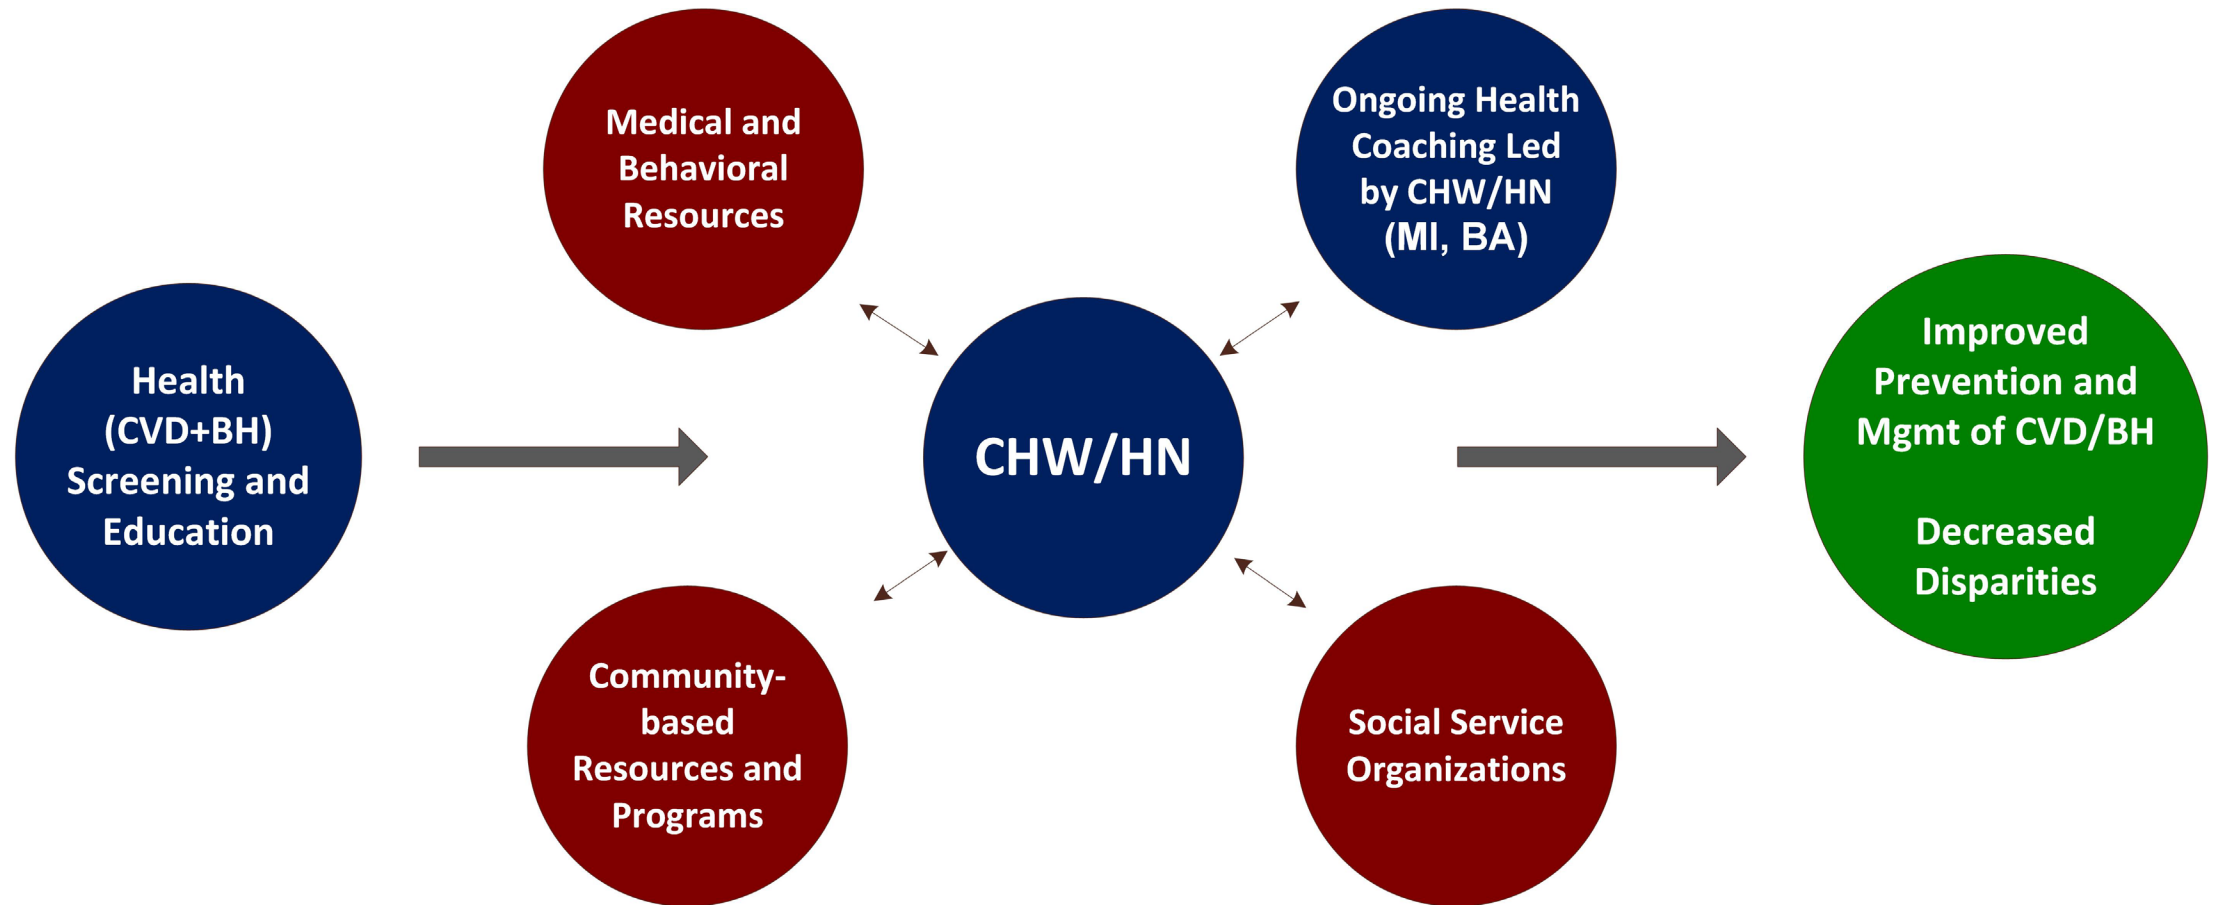 Health
(CVD+BH)
Screening and
Education
Medical and
Behavioral
Resources
Community-
based
Resources and
Programs
CHW/HN
Ongoing Health
Coaching Led
by CHW/HN
(MI, BA)
Social Service
Organizations
Improved
Prevention and
Mgmt of CVD/BH
Decreased
Disparities